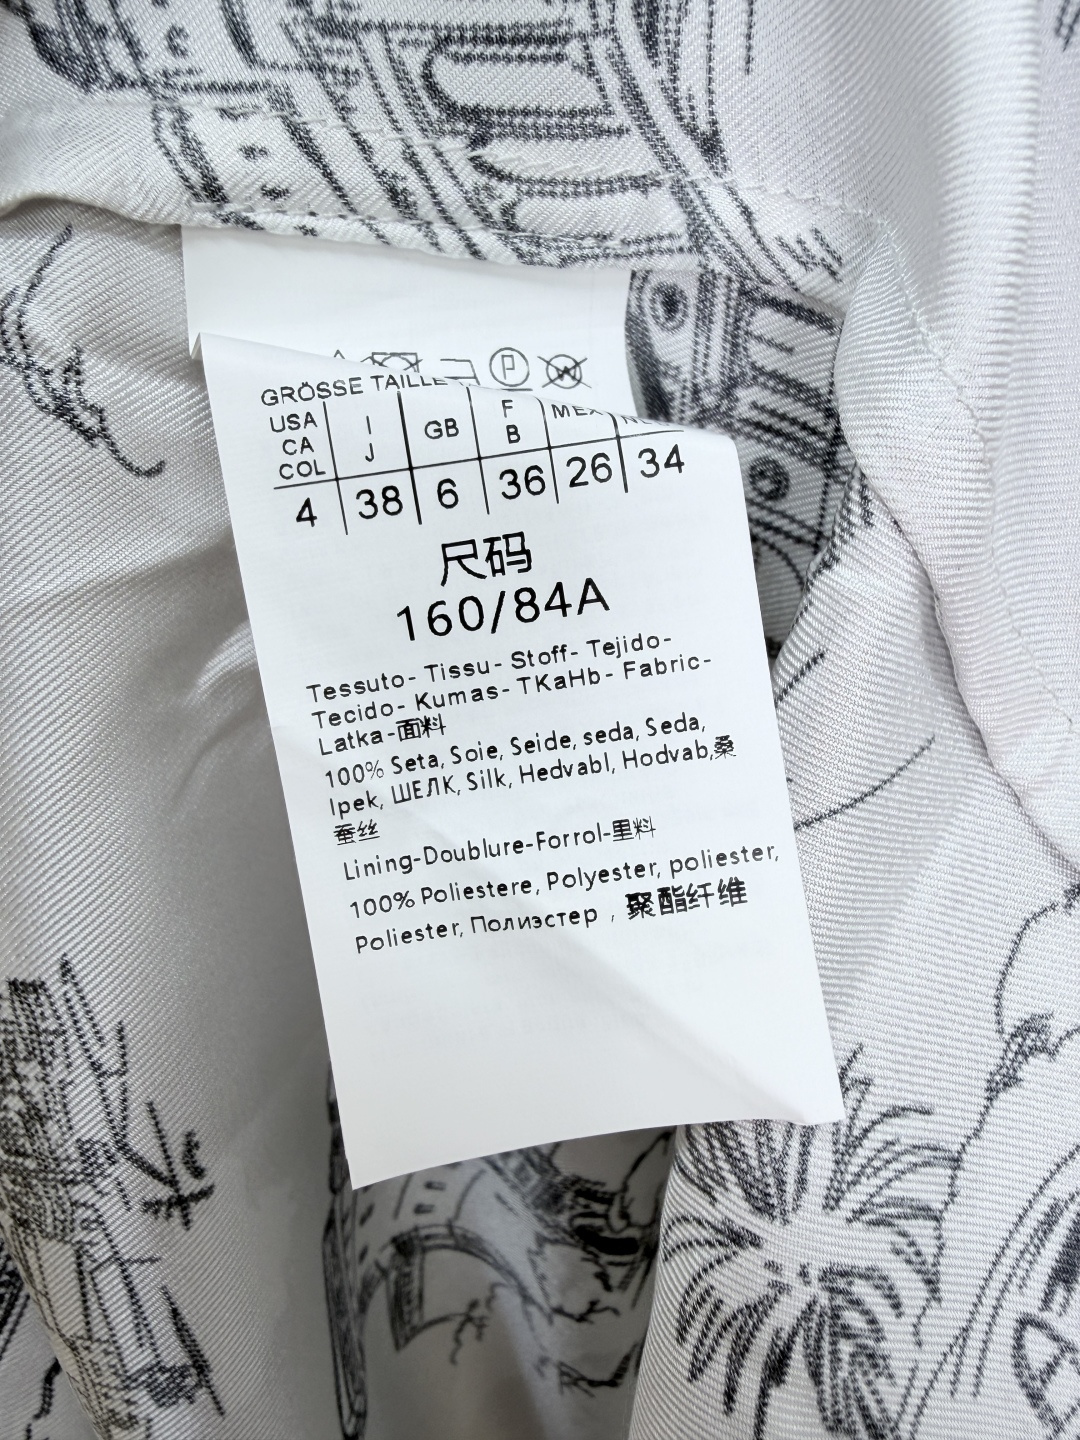 P W
GRÖSSE TAILLE
USA CA COL I J GB F B MEX
4 38 6 36 26 34
尺码
160/84A
Tessuto- Tissu- Stoff- Tejido-
Tecido- Kumas- TKaHb- Fabric-
Latka-面料
100% Seta, Soie, Seide, seda, Seda,
Ipek, ШЕЛК, Silk, Hedvabl, Hodvab,桑
蚕丝
Lining-Doublure-Forrol-里料
100% Poliestere, Polyester, poliester,
Poliester, Полиэстер , 聚酯纤维